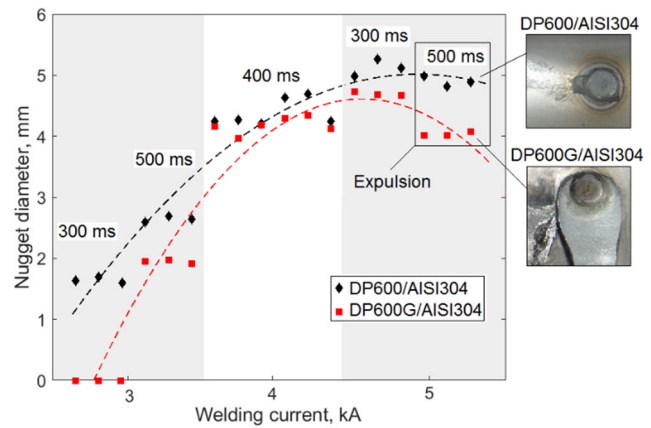 DP600/AISI304
6
5
4
3
2
1
0
Nugget diameter, mm
300 ms
500 ms
400 ms
300 ms
500 ms
Expulsion
DP600G/AISI304
DP600/AISI304
DP600G/AISI304
3
4
5
Welding current, kA